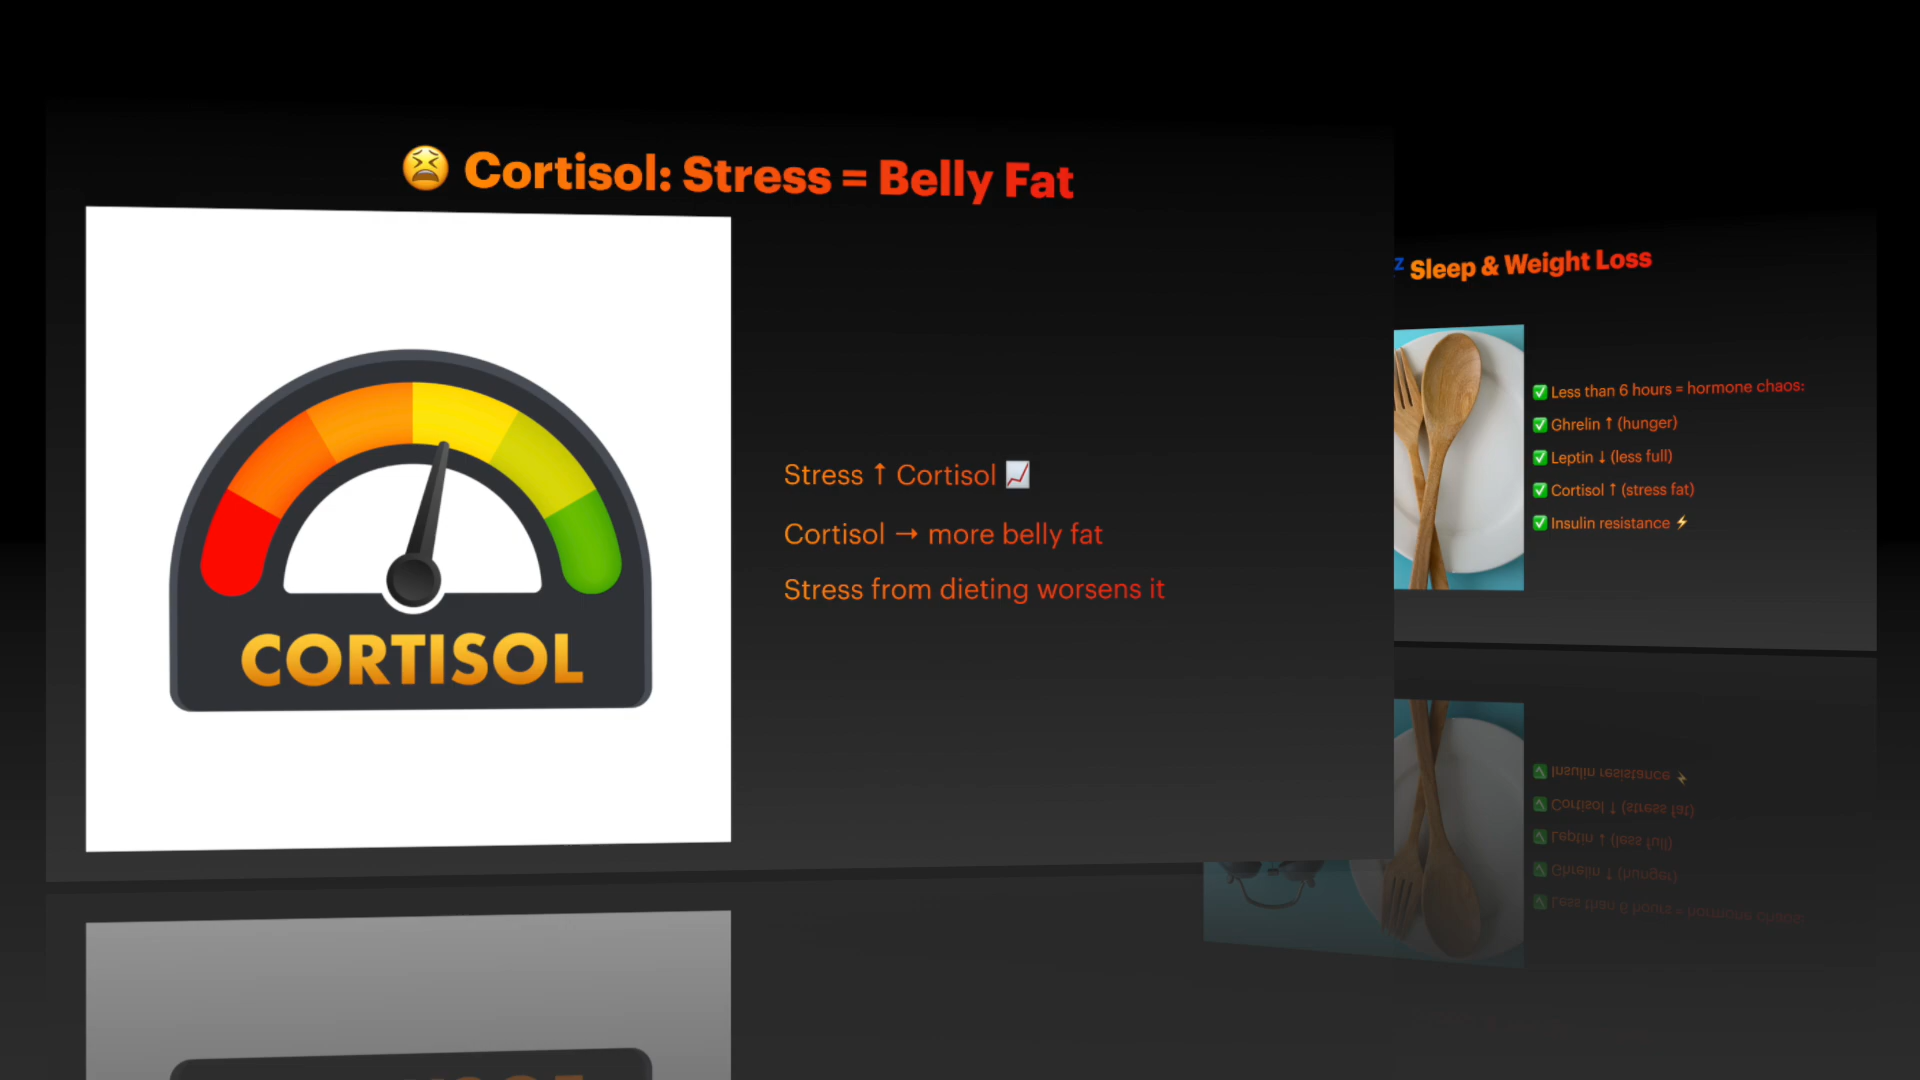 😫 Cortisol: Stress = Belly Fat
CORTISOL
Stress ↑ Cortisol 📈
Cortisol → more belly fat
Stress from dieting worsens it
z Sleep & Weight Loss
✅ Less than 6 hours = hormone chaos:
✅ Ghrelin ↑ (hunger)
✅ Leptin ↓ (less full)
✅ Cortisol ↑ (stress fat)
✅ Insulin resistance ⚡